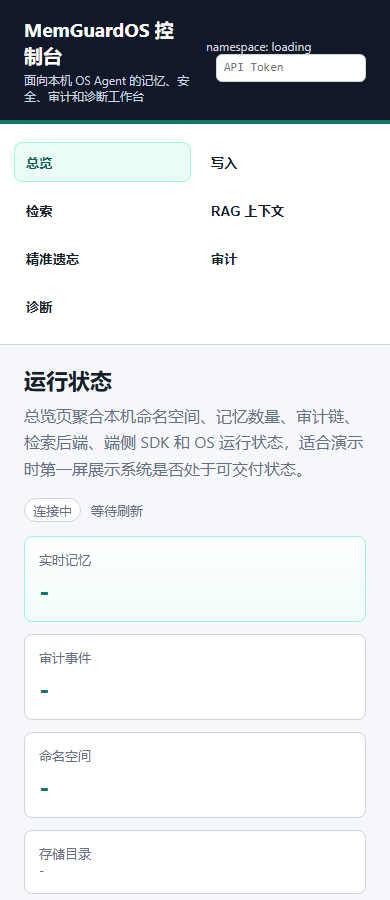 MemGuardOS 控
制台
面向本机 OS Agent 的记忆、安
全、审计和诊断工作台
namespace: loading
API Token
总览
写入
检索
RAG 上下文
精准遗忘
审计
诊断
运行状态
总览页聚合本机命名空间、记忆数量、审计链、
检索后端、端侧 SDK 和 OS 运行状态，适合演示
时第一屏展示系统是否处于可交付状态。
连接中
等待刷新
实时记忆
-
审计事件
-
命名空间
-
存储目录
-